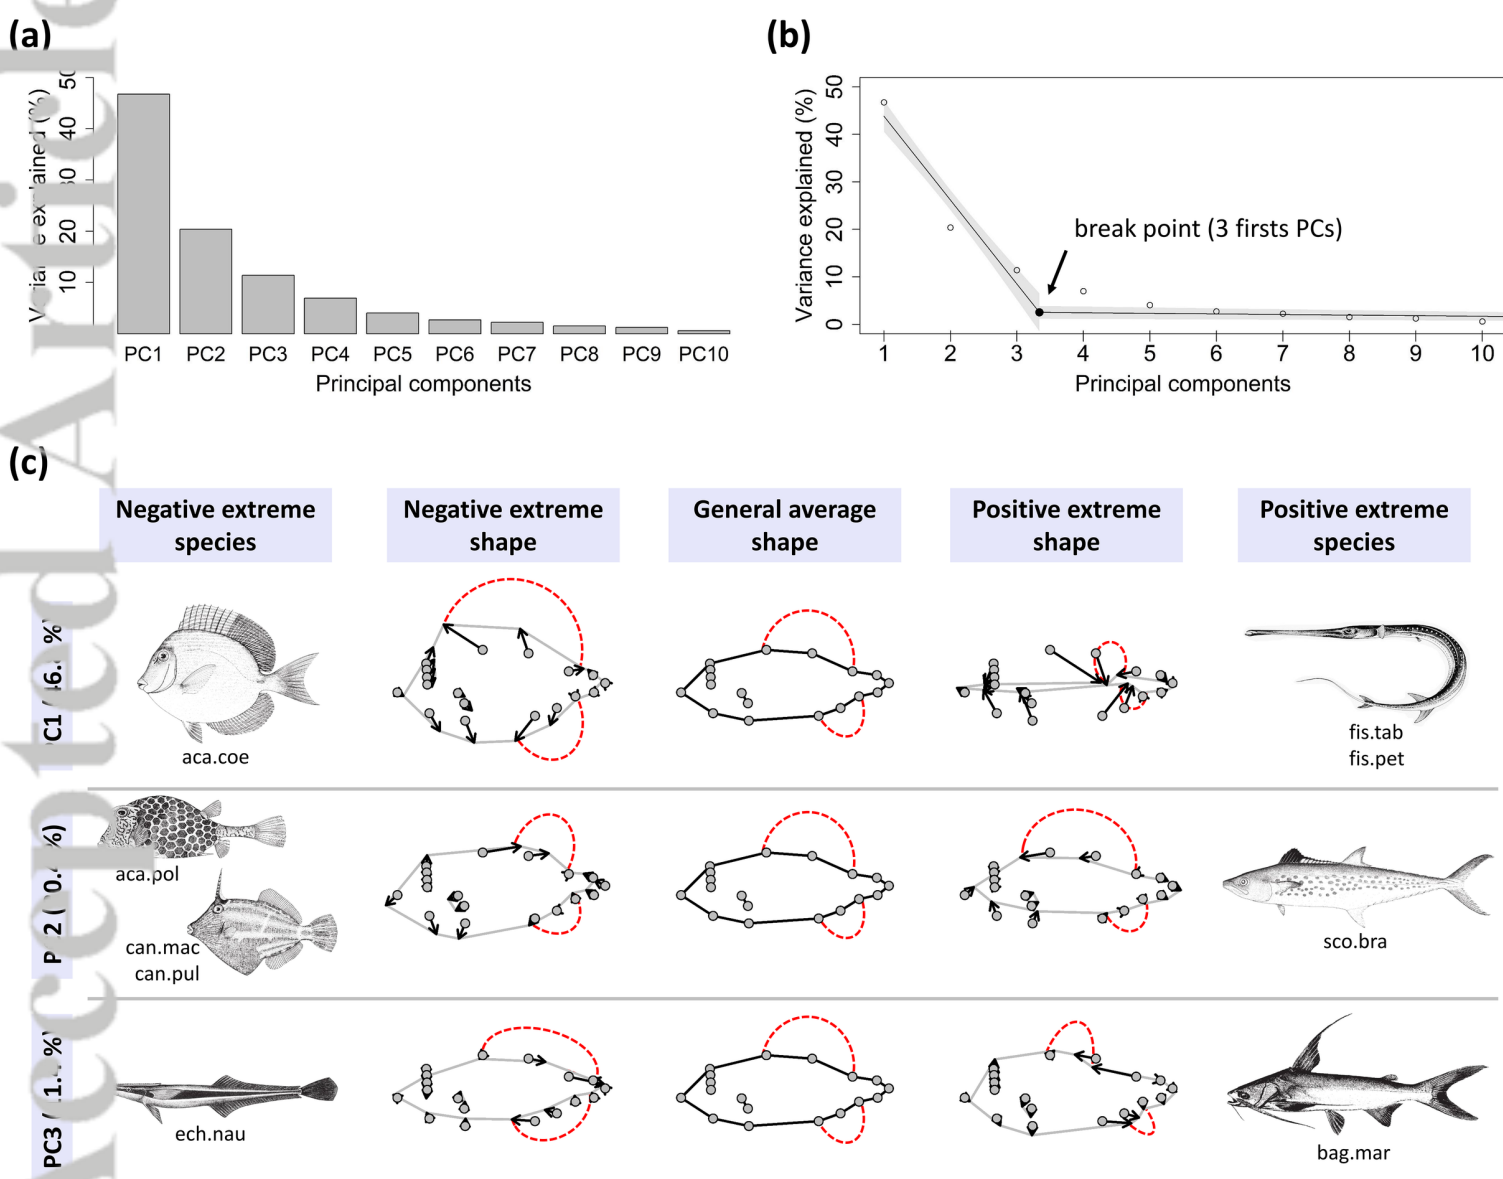 (a)
Variance explained (%)
50
40
30
20
10
PC1 PC2 PC3 PC4 PC5 PC6 PC7 PC8 PC9 PC10
Principal components
(b)
Variance explained (%)
50
40
30
20
10
0
break point (3 firsts PCs)
1 2 3 4 5 6 7 8 9 10
Principal components
(c)
Negative extreme
species
Negative extreme
shape
General average
shape
Positive extreme
shape
Positive extreme
species
%)
aca.coe
fis.tab
fis.pet
%)
aca.pol
can.mac
can.pul
sco.bra
PC3
%)
ech.nau
bag.mar
Accepted Article